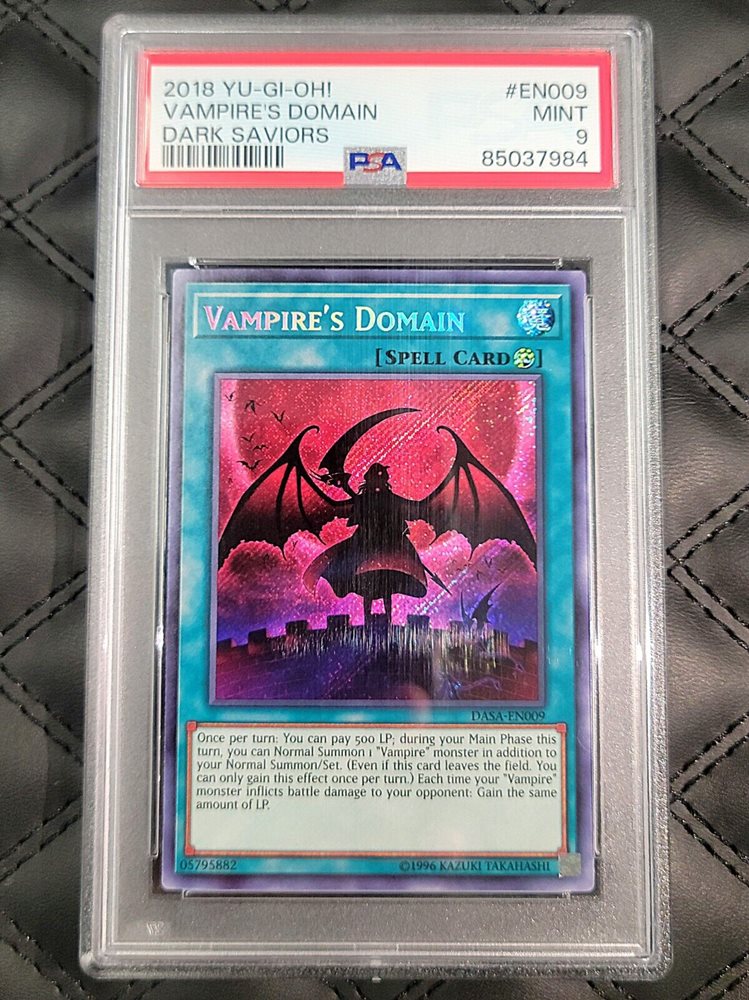 2018 YU-GI-OH!
#EN009
VAMPIRE'S DOMAIN
MINT
DARK SAVIORS
9
PSA
85037984
VAMPIRE'S DOMAIN
[SPELL CARD]
DASA-EN009
Once per turn: You can pay 500 LP; during your Main Phase this
turn, you can Normal Summon 1 "Vampire" monster in addition to
your Normal Summon/Set. (Even if this card leaves the field. You
can only gain this effect once per turn.) Each time your "Vampire"
monster inflicts battle damage to your opponent: Gain the same
amount of LP.
05795882
©1996 KAZUKI TAKAHASHI